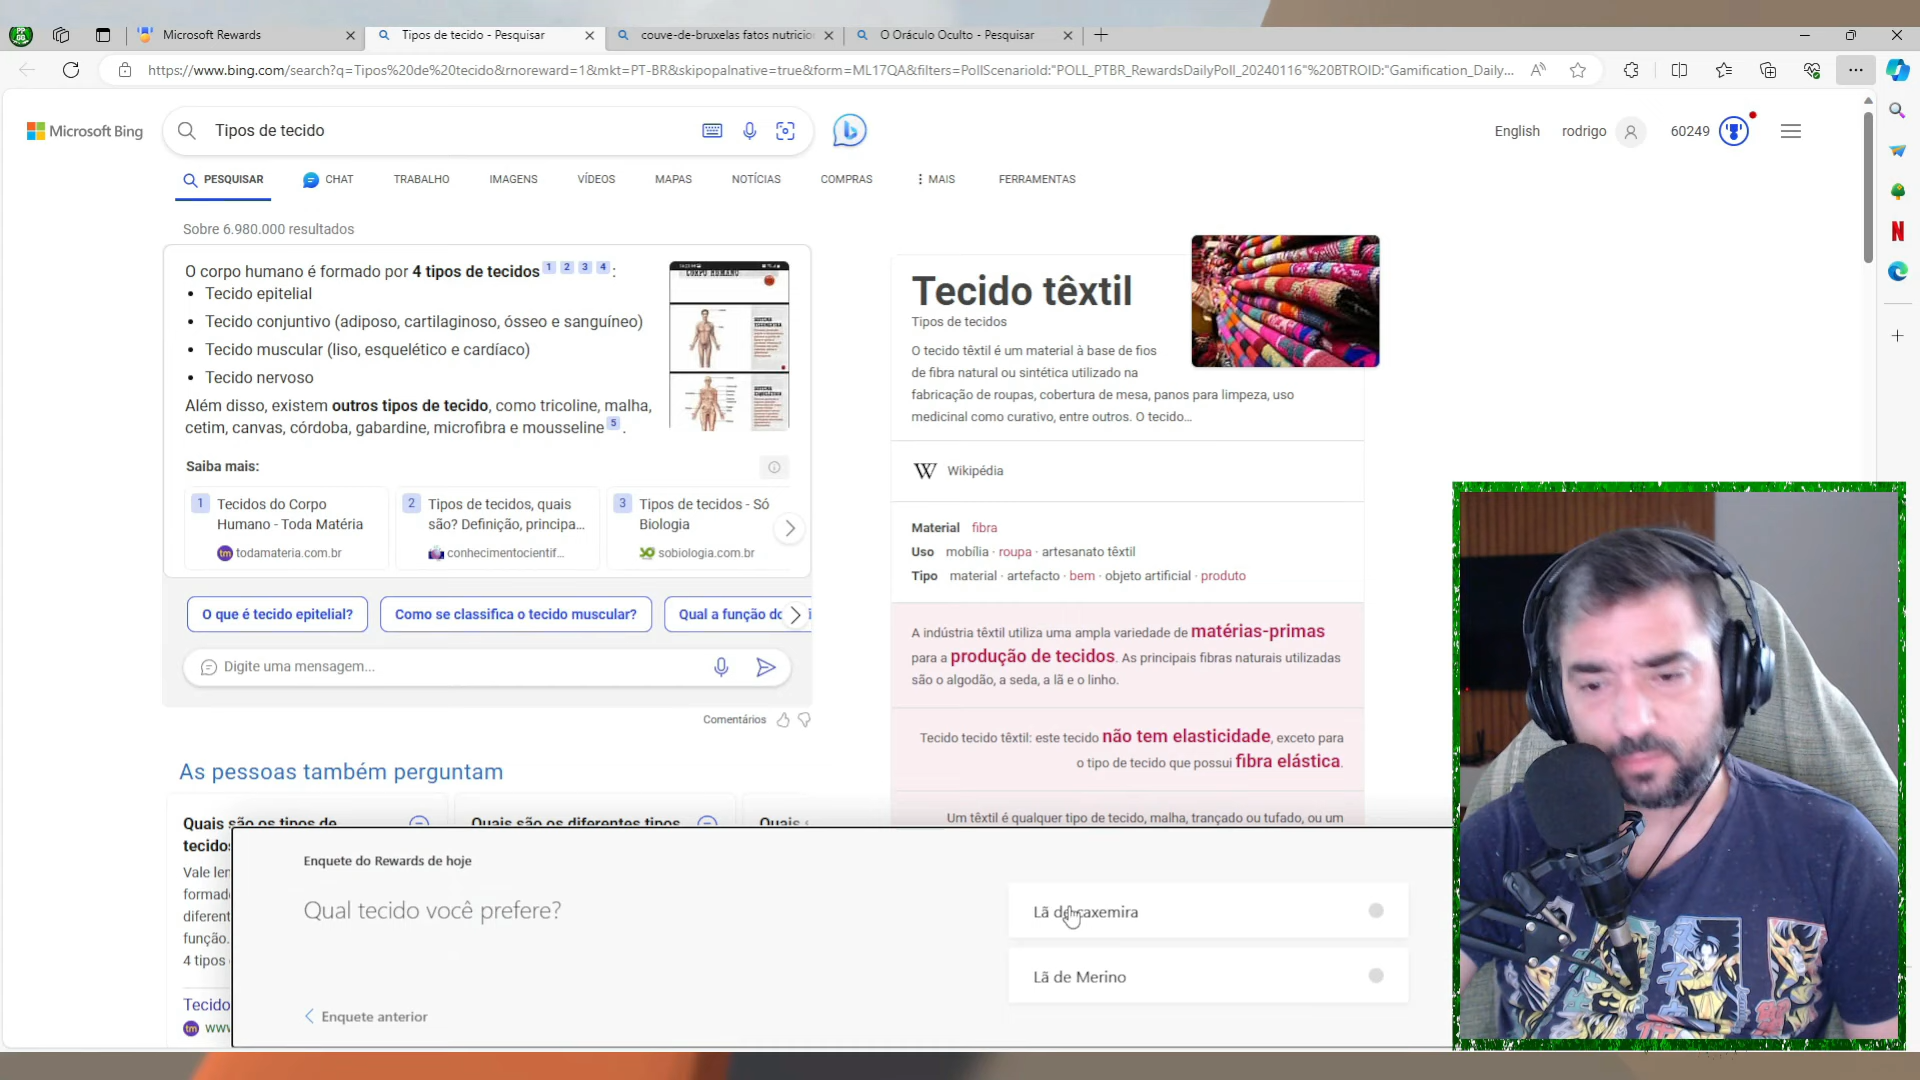 Microsoft Rewards
Tipos de tecido - Pesquisar
couve-de-bruxelas fatos nutricion
O Oráculo Oculto - Pesquisar
https://www.bing.com/search?q=Tipos%20de%20tecido&rnoreward=1&mkt=PT-BR&skipopalnative=true&form=ML17QA&filters=PollScenarioId:"POLL_PTBR_RewardsDailyPoll_20240116"%20BTROID:"Gamification_Daily...
Microsoft Bing
Tipos de tecido
English
rodrigo
60249
PESQUISAR
CHAT
TRABALHO
IMAGENS
VÍDEOS
MAPAS
NOTÍCIAS
COMPRAS
MAIS
FERRAMENTAS
Sobre 6.980.000 resultados
O corpo humano é formado por 4 tipos de tecidos 1 2 3 4 :
• Tecido epitelial
• Tecido conjuntivo (adiposo, cartilaginoso, ósseo e sanguíneo)
• Tecido muscular (liso, esquelético e cardíaco)
• Tecido nervoso
Além disso, existem outros tipos de tecido, como tricoline, malha,
cetim, canvas, córdoba, gabardine, microfibra e mousseline 5 .
CORPO HUMANO
Saiba mais:
1 Tecidos do Corpo
Humano - Toda Matéria
todamateria.com.br
2 Tipos de tecidos, quais
são? Definição, principa...
conhecimentocientif...
3 Tipos de tecidos - Só
Biologia
sobiologia.com.br
O que é tecido epitelial?
Como se classifica o tecido muscular?
Qual a função do
Digite uma mensagem...
Comentários
As pessoas também perguntam
Quais são os tipos de
tecido
Vale ler
formad
diferent
função.
4 tipos
Tecido
www
Quais são os diferentes tipos
Quais s
Tecido têxtil
Tipos de tecidos
O tecido têxtil é um material à base de fios
de fibra natural ou sintética utilizado na
fabricação de roupas, cobertura de mesa, panos para limpeza, uso
medicinal como curativo, entre outros. O tecido...
Wikipédia
Material fibra
Uso mobília · roupa · artesanato têxtil
Tipo material · artefacto · bem · objeto artificial · produto
A indústria têxtil utiliza uma ampla variedade de matérias-primas
para a produção de tecidos. As principais fibras naturais utilizadas
são o algodão, a seda, a lã e o linho.
Tecido tecido têxtil: este tecido não tem elasticidade, exceto para
o tipo de tecido que possui fibra elástica.
Um têxtil é qualquer tipo de tecido, malha, trançado ou tufado, ou um
Enquete do Rewards de hoje
Qual tecido você prefere?
Lã de caxemira
Lã de Merino
Enquete anterior